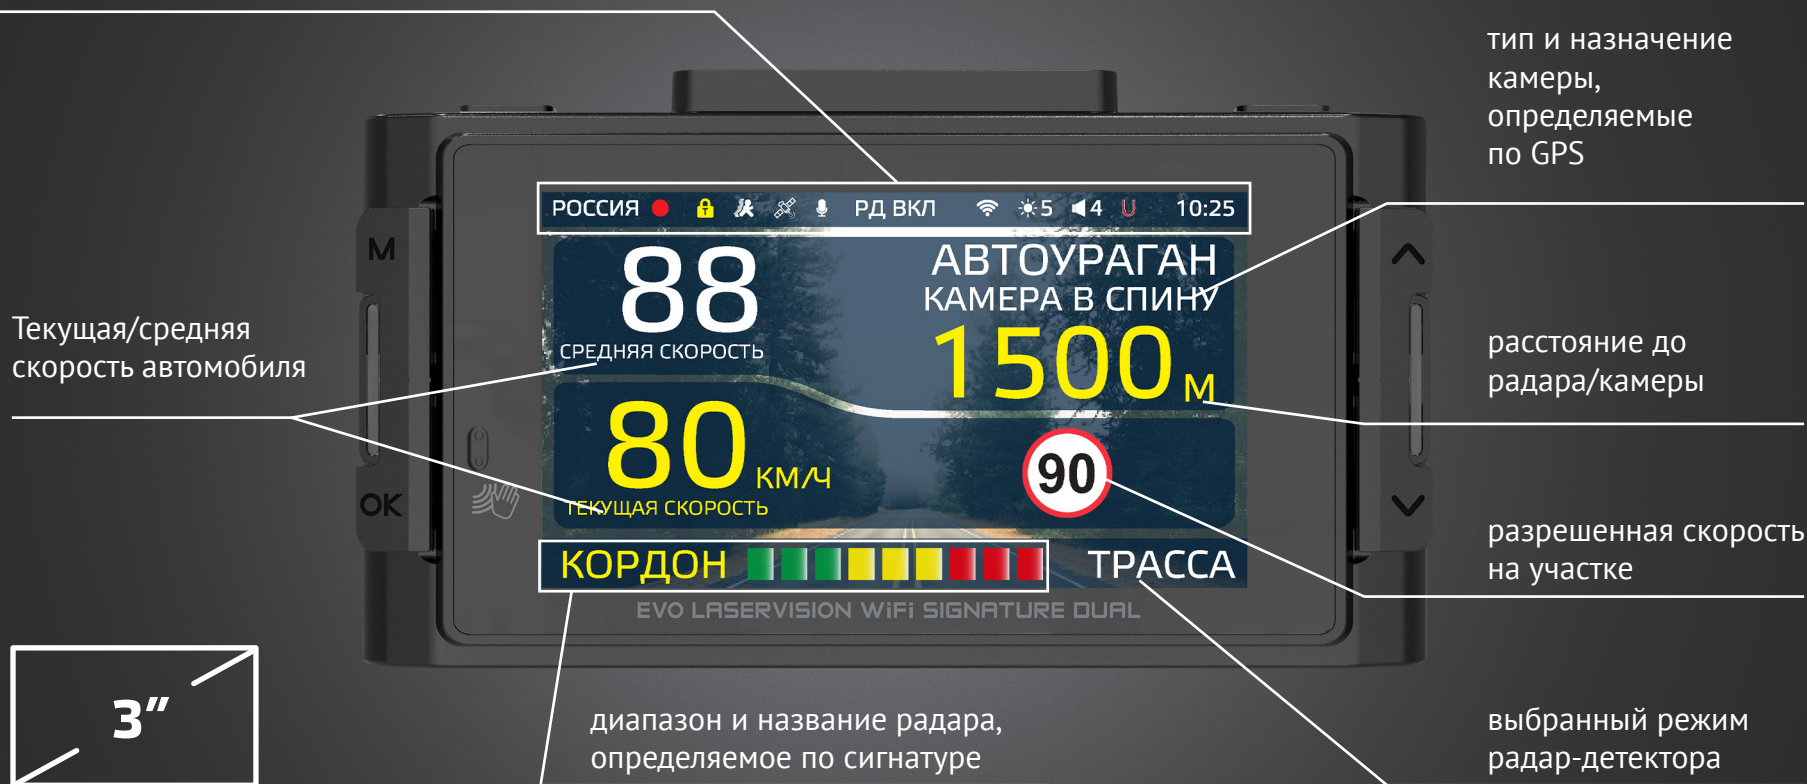 тип и назначение
камеры,
определяемые
по GPS
РОССИЯ РД ВКЛ 5 4 10:25
M
88
СРЕДНЯЯ СКОРОСТЬ
АВТОУРАГАН
КАМЕРА В СПИНУ
1500 М
Текущая/средняя
скорость автомобиля
расстояние до
радара/камеры
80 КМ/Ч
ТЕКУЩАЯ СКОРОСТЬ
90
OK
разрешенная скорость
на участке
КОРДОН ТРАССА
EVO LASERVISION WiFi SIGNATURE DUAL
3"
диапазон и название радара,
определяемое по сигнатуре
выбранный режим
радар-детектора